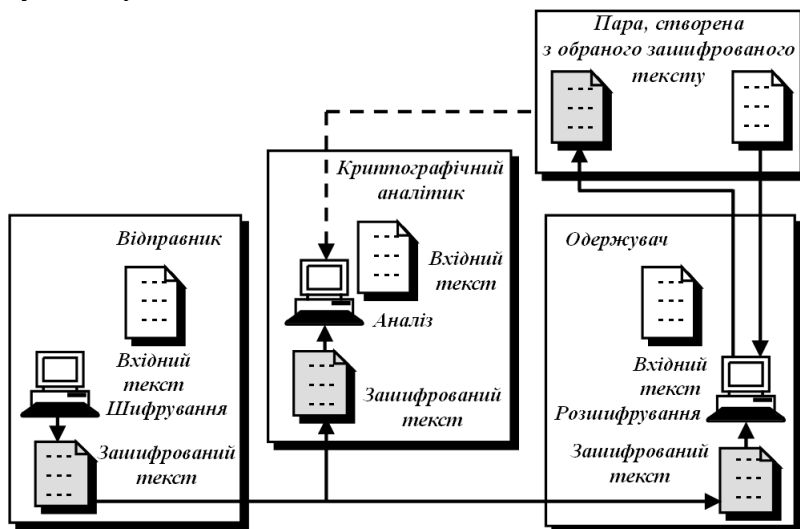 Пара, створена
з обраного зашифрованого
тексту
Криптографічний
аналітик
Вхідний
текст
Аналіз
Зашифрований
текст
Відправник
Вхідний
текст
Шифрування
Зашифрований
текст
Одержувач
Вхідний
текст
Розшифрування
Зашифрований
текст